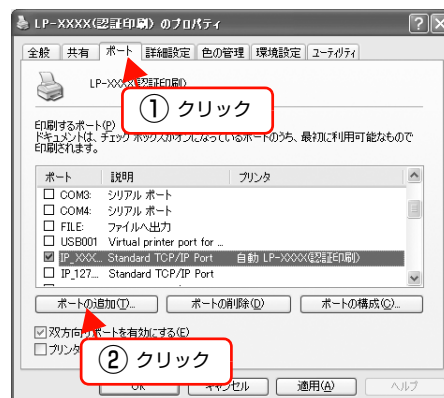 LP-XXXX(認証印刷) のプロパティ
全般 共有 ポート 詳細設定 色の管理 環境設定 ユーティリティ
LP-XXXX(認証印刷)
① クリック
印刷するポート(P)
ドキュメントは、チェック ボックスがオンになっているポートのうち、最初に利用可能なもので
印刷されます。
ポート 説明 プリンタ
COM3: シリアル ポート
COM4: シリアル ポート
FILE: ファイルへ出力
USB001 Virtual printer port for ...
IP_XXX... Standard TCP/IP Port 自動 LP-XXXX(認証印刷)
IP_127... Standard TCP/IP Port
ポートの追加(T)... ポートの削除(D) ポートの構成(C)...
双方向サポートを有効にする(E)
プリンタ
② クリック
OK キャンセル 適用(A) ヘルプ